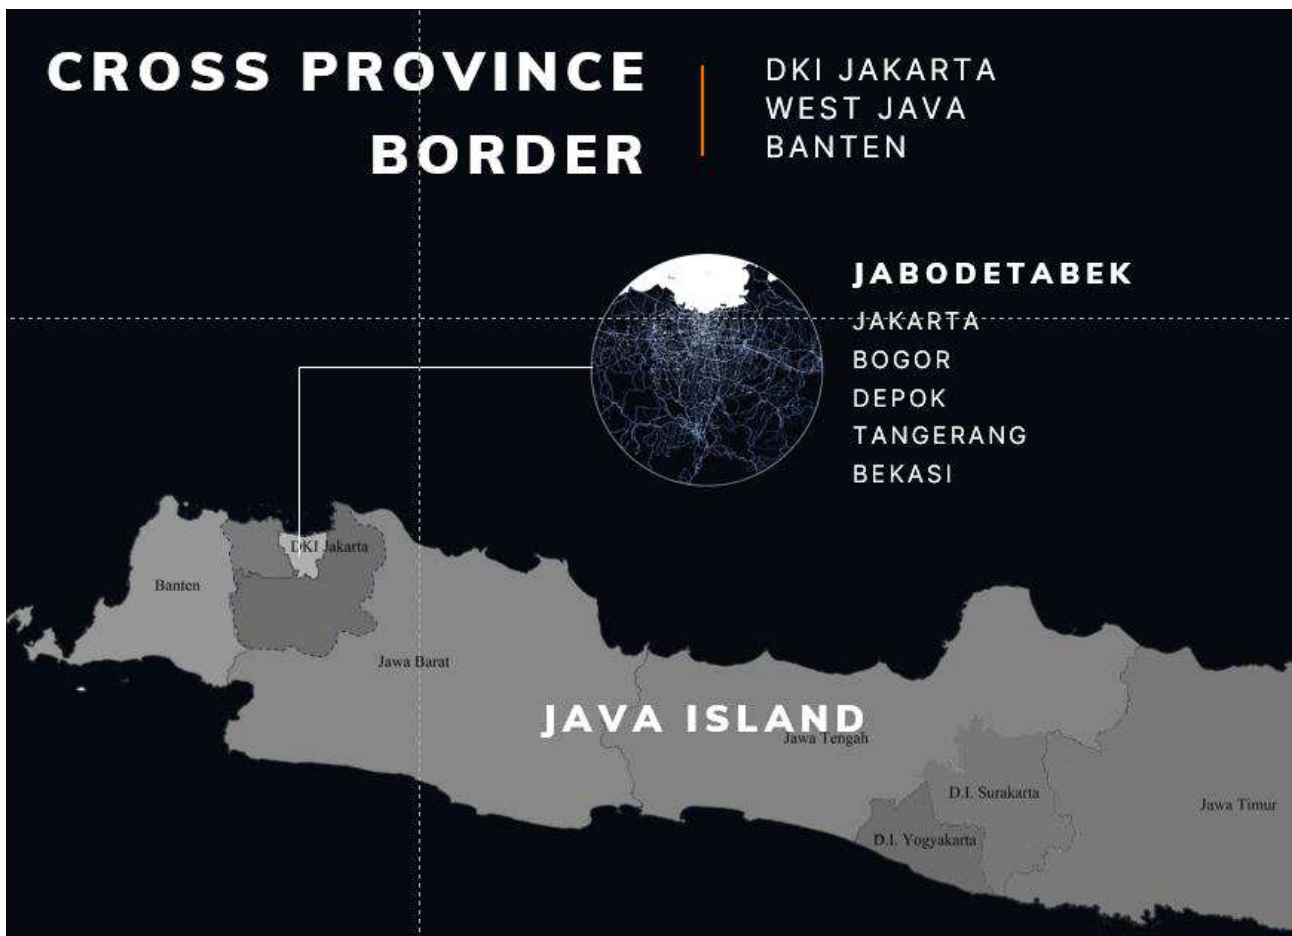 CROSS PROVINCE
BORDER
DKI JAKARTA
WEST JAVA
BANTEN
JABODETABEK
JAKARTA
BOGOR
DEPOK
TANGERANG
BEKASI
DKI Jakarta
Banten
Jawa Barat
JAVA ISLAND
Jawa Tengah
D.I. Surakarta
Jawa Timur
D.I. Yogyakarta